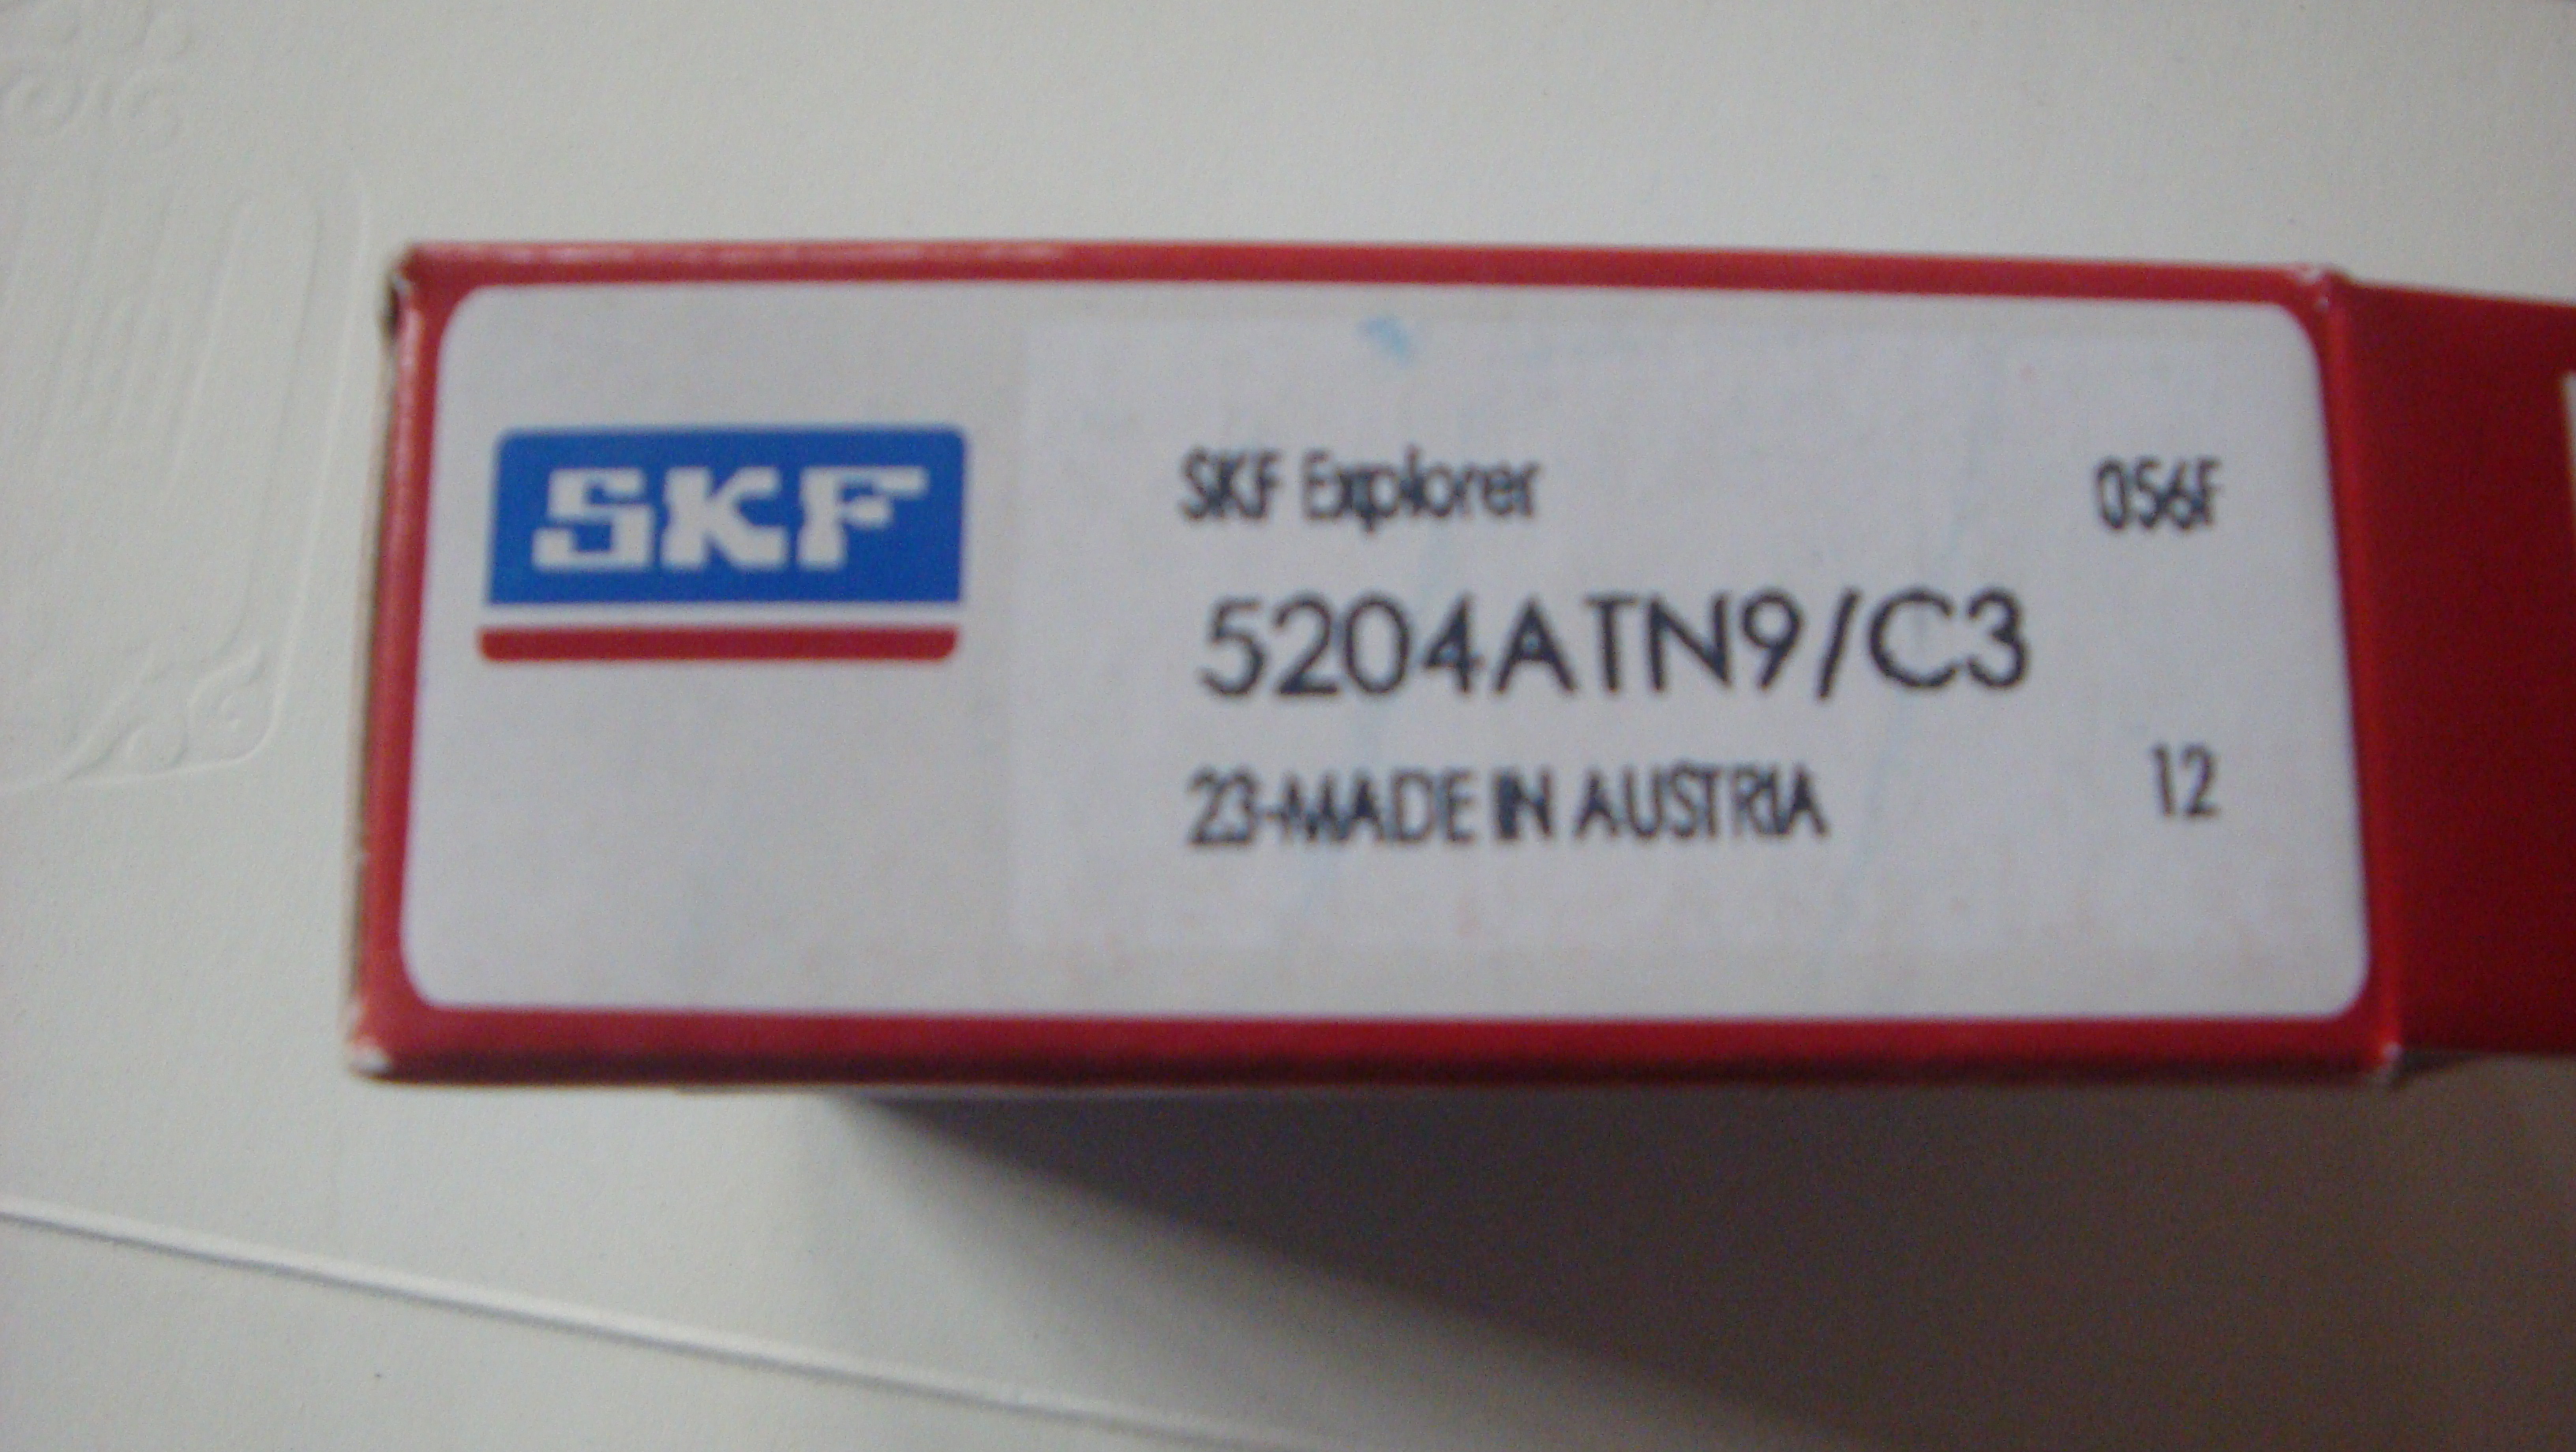 SKF
SKF Explorer 056F
5204ATN9/C3
23-MADE IN AUSTRIA 12